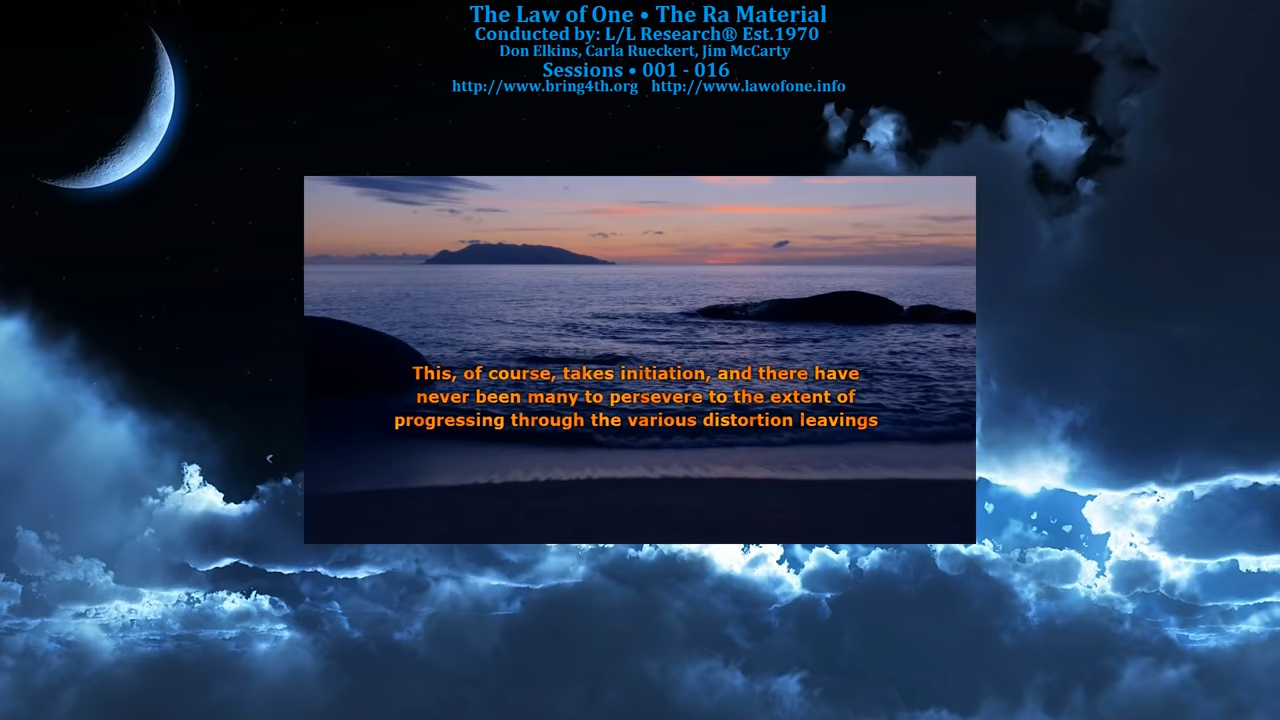 The Law of One • The Ra Material
Conducted by: L/L Research® Est.1970
Don Elkins, Carla Rueckert, Jim McCarty
Sessions • 001 - 016
http://www.bring4th.org http://www.lawofone.info
This, of course, takes initiation, and there have
never been many to persevere to the extent of
progressing through the various distortion leavings